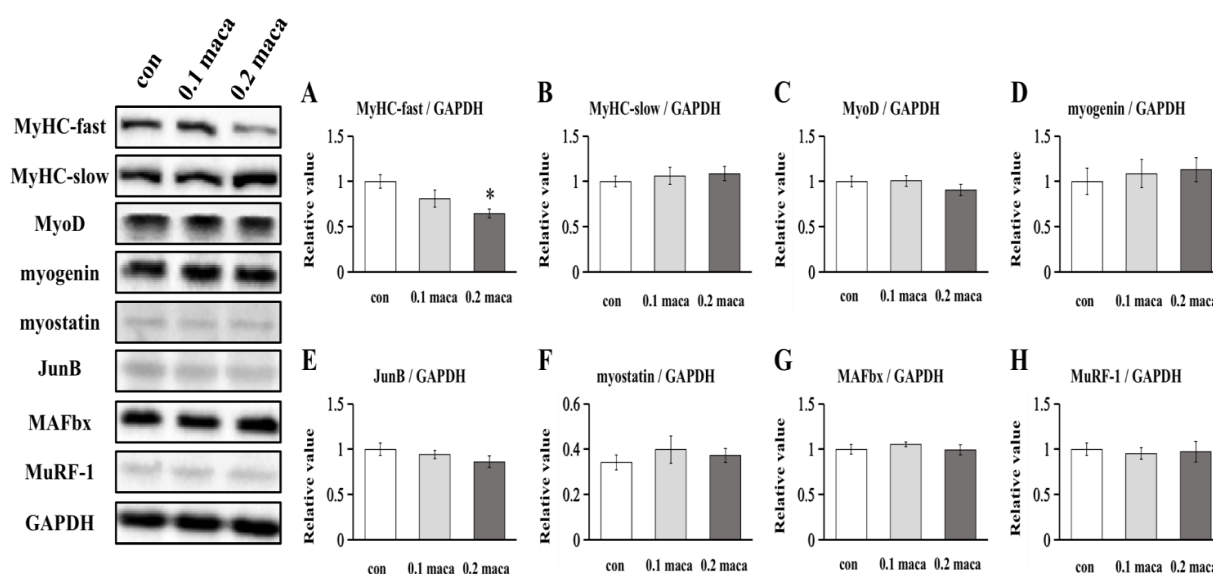 con
0.1 maca
0.2 maca
MyHC-fast
MyHC-slow
MyoD
myogenin
myostatin
JunB
MAFbx
MuRF-1
GAPDH
A
MyHC-fast / GAPDH
Relative value
1.5
1
0.5
0
*
con 0.1 maca 0.2 maca
B
MyHC-slow / GAPDH
Relative value
1.5
1
0.5
0
con 0.1 maca 0.2 maca
C
MyoD / GAPDH
Relative value
1.5
1
0.5
0
con 0.1 maca 0.2 maca
D
myogenin / GAPDH
Relative value
1.5
1
0.5
0
con 0.1 maca 0.2 maca
E
JunB / GAPDH
Relative value
1.5
1
0.5
0
con 0.1 maca 0.2 maca
F
myostatin / GAPDH
Relative value
0.6
0.4
0.2
0
con 0.1 maca 0.2 maca
G
MAFbx / GAPDH
Relative value
1.5
1
0.5
0
con 0.1 maca 0.2 maca
H
MuRF-1 / GAPDH
Relative value
1.5
1
0.5
0
con 0.1 maca 0.2 maca